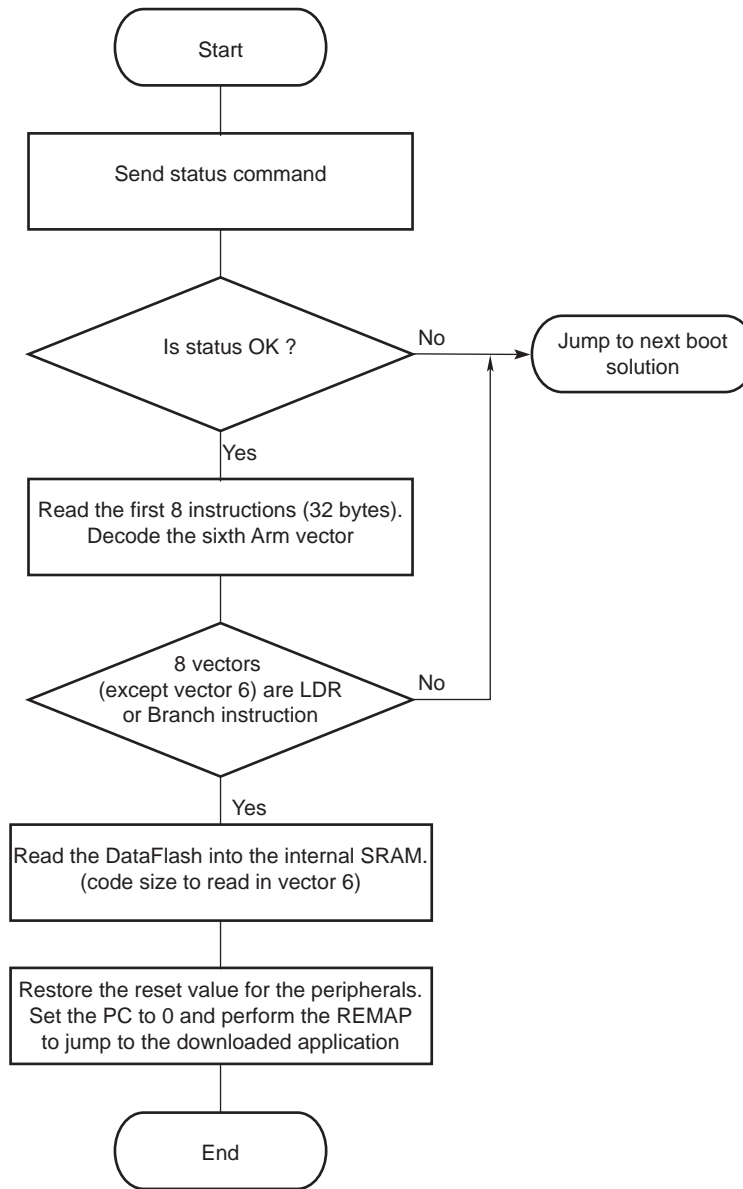 Start
Send status command
Is status OK ?
No
Jump to next boot
solution
Yes
Read the first 8 instructions (32 bytes).
Decode the sixth Arm vector
8 vectors
(except vector 6) are LDR
or Branch instruction
No
Yes
Read the DataFlash into the internal SRAM.
(code size to read in vector 6)
Restore the reset value for the peripherals.
Set the PC to 0 and perform the REMAP
to jump to the downloaded application
End